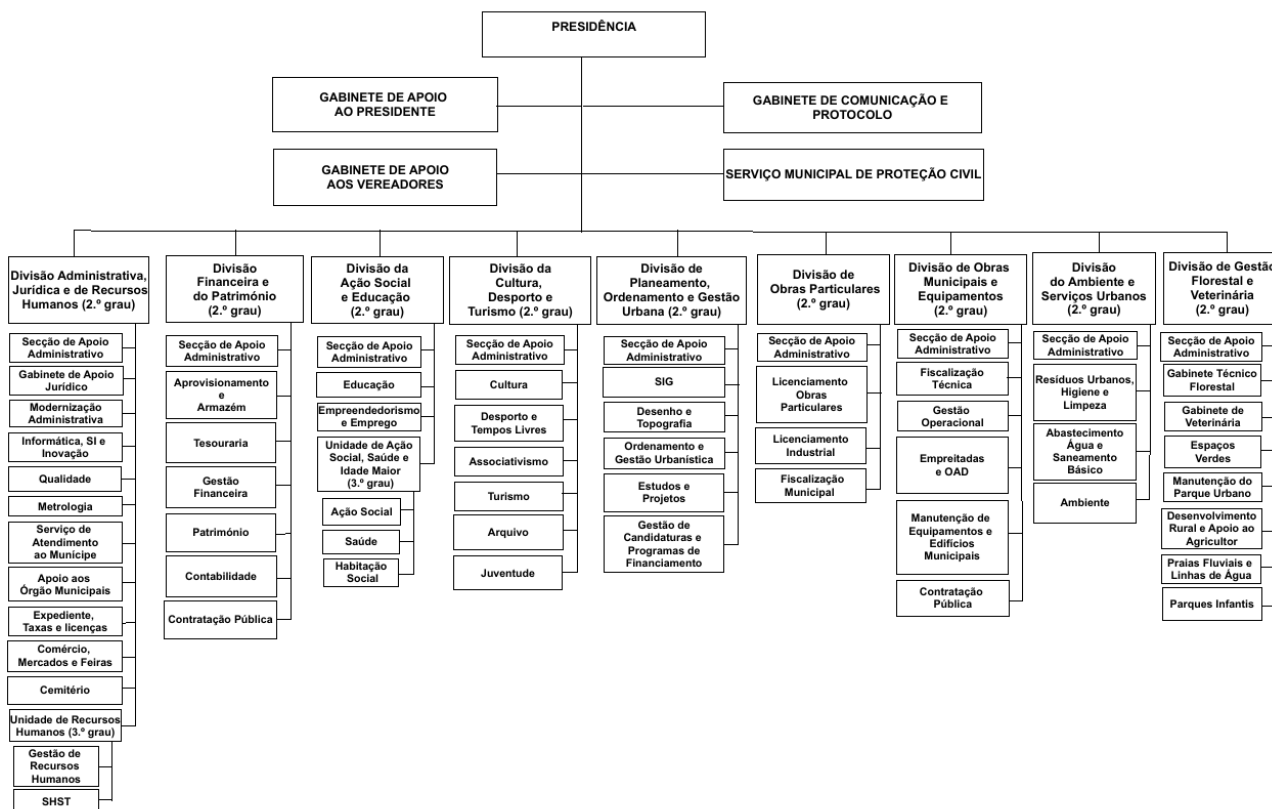 PRESIDÊNCIA
GABINETE DE APOIO
AO PRESIDENTE
GABINETE DE COMUNICAÇÃO E
PROTOCOLO
GABINETE DE APOIO
AOS VEREADORES
SERVIÇO MUNICIPAL DE PROTEÇÃO CIVIL
Divisão Administrativa,
Jurídica e de Recursos
Humanos (2.º grau)
Secção de Apoio
Administrativo
Gabinete de Apoio
Jurídico
Modernização
Administrativa
Informática, SI e
Inovação
Qualidade
Metrologia
Serviço de
Atendimento
ao Municipe
Apoio aos
Órgão Municipais
Expediente,
Taxas e licenças
Comércio,
Mercados e Feiras
Cemitério
Unidade de Recursos
Humanos (3.º grau)
Gestão de
Recursos
Humanos
SHST
Divisão
Financeira e
do Património
(2.º grau)
Secção de Apoio
Administrativo
Aprovisionamento
e
Armazém
Tesouraria
Gestão
Financeira
Património
Contabilidade
Contratação Pública
Divisão da
Ação Social
e Educação
(2.º grau)
Secção de Apoio
Administrativo
Educação
Empreendedorismo
e Emprego
Unidade de Ação
Social, Saúde e
Idade Maior
(3.º grau)
Ação Social
Saúde
Habitação
Social
Divisão da
Cultura,
Desporto e
Turismo (2.º grau)
Secção de Apoio
Administrativo
Cultura
Desporto e
Tempos Livres
Associativismo
Turismo
Arquivo
Juventude
Divisão de
Planeamento,
Ordenamento e Gestão
Urbana (2.º grau)
Secção de Apoio
Administrativo
SIG
Desenho e
Topografia
Ordenamento e
Gestão Urbanística
Estudos e
Projetos
Gestão de
Candidaturas e
Programas de
Financiamento
Divisão de
Obras Particulares
(2.º grau)
Secção de Apoio
Administrativo
Licenciamento
Obras
Particulares
Licenciamento
Industrial
Fiscalização
Municipal
Divisão de Obras
Municipais e
Equipamentos
(2.º grau)
Secção de Apoio
Administrativo
Fiscalização
Técnica
Gestão
Operacional
Empreitadas
e OAD
Manutenção de
Equipamentos e
Edifícios
Municipais
Contratação
Pública
Divisão
do Ambiente e
Serviços Urbanos
(2.º grau)
Secção de Apoio
Administrativo
Resíduos Urbanos,
Higiene e
Limpeza
Abastecimento
Água e
Saneamento
Básico
Ambiente
Divisão de Gestão
Florestal e
Veterinária
(2.º grau)
Secção de Apoio
Administrativo
Gabinete Técnico
Florestal
Gabinete de
Veterinária
Espaços
Verdes
Manutenção do
Parque Urbano
Desenvolvimento
Rural e Apoio ao
Agricultor
Praias Fluviais e
Linhas de Água
Parques Infantis